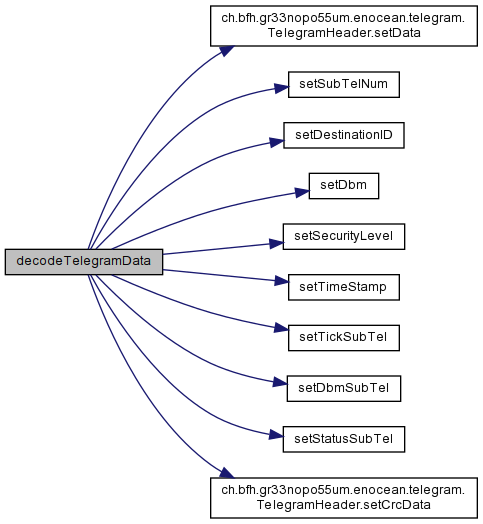 ch.bfh.gr33nopo55um.enocean.telegram.
TelegramHeader.setData
setSubTelNum
setDestinationID
setDbm
setSecurityLevel
decodeTelegramData
setTimeStamp
setTickSubTel
setDbmSubTel
setStatusSubTel
ch.bfh.gr33nopo55um.enocean.telegram.
TelegramHeader.setCrcData